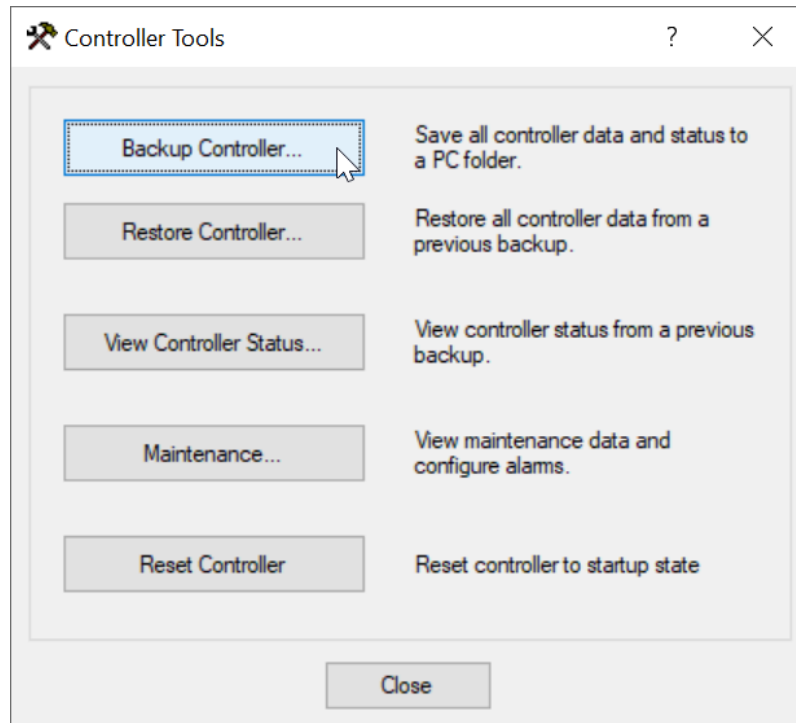 Controller Tools
?
Backup Controller...
Save all controller data and status to
a PC folder.
Restore Controller...
Restore all controller data from a
previous backup.
View Controller Status...
View controller status from a previous
backup.
Maintenance...
View maintenance data and
configure alarms.
Reset Controller
Reset controller to startup state
Close